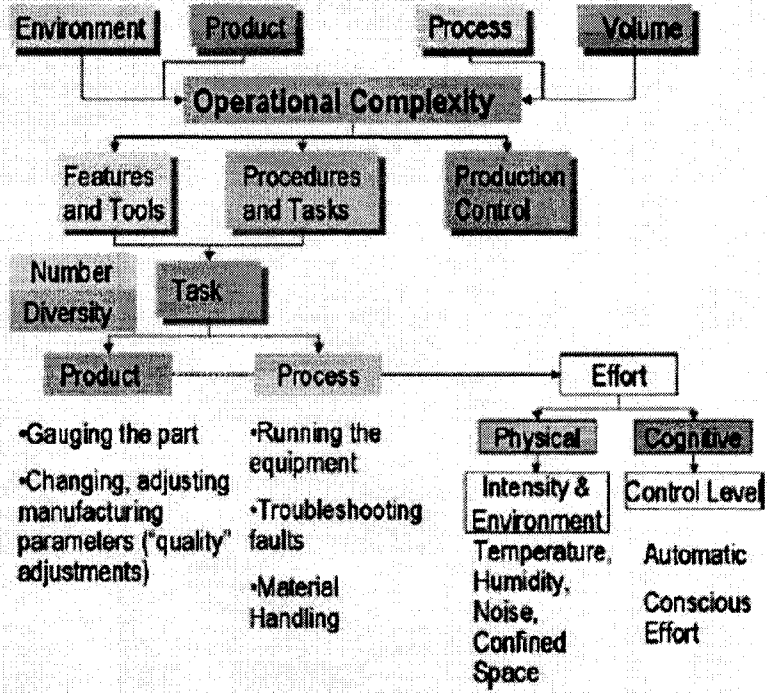 Environment
Product
Process
Volume
Operational Complexity
Features
and Tools
Procedures
and Tasks
Production
Control
Number
Diversity
Task
Product
Process
Effort
•Gauging the part
•Changing, adjusting
manufacturing
parameters ("quality"
adjustments)
•Running the
equipment
•Troubleshooting
faults
•Material
Handling
Physical
Cognitive
Intensity &
Environment
Control Level
Temperature,
Humidity,
Noise,
Confined
Space
Automatic
Conscious
Effort